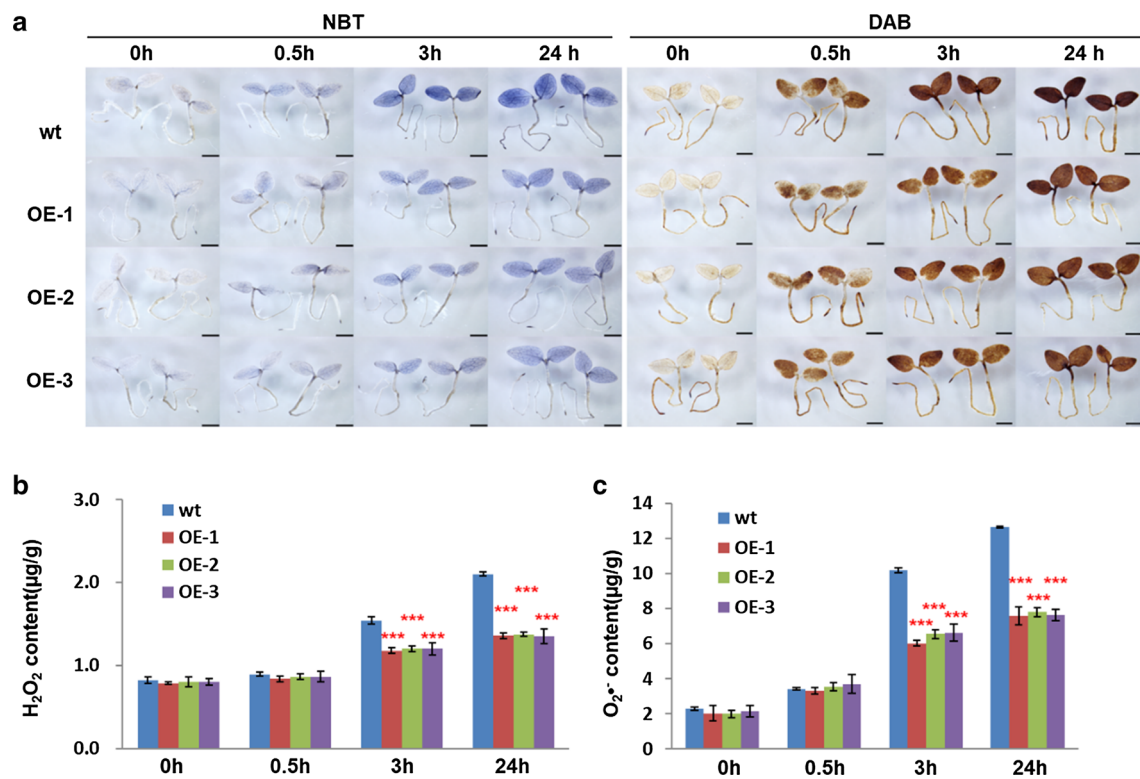 a
NBT DAB
0h 0.5h 3h 24 h 0h 0.5h 3h 24 h
wt
OE-1
OE-2
OE-3
b
H₂O₂ content(μg/g)
3.0
2.0
1.0
0.0
wt
OE-1
OE-2
OE-3
***
***
***
***
***
***
0h 0.5h 3h 24h
c
O₂•⁻ content(μg/g)
14
12
10
8
6
4
2
0
wt
OE-1
OE-2
OE-3
***
***
***
***
***
***
0h 0.5h 3h 24h